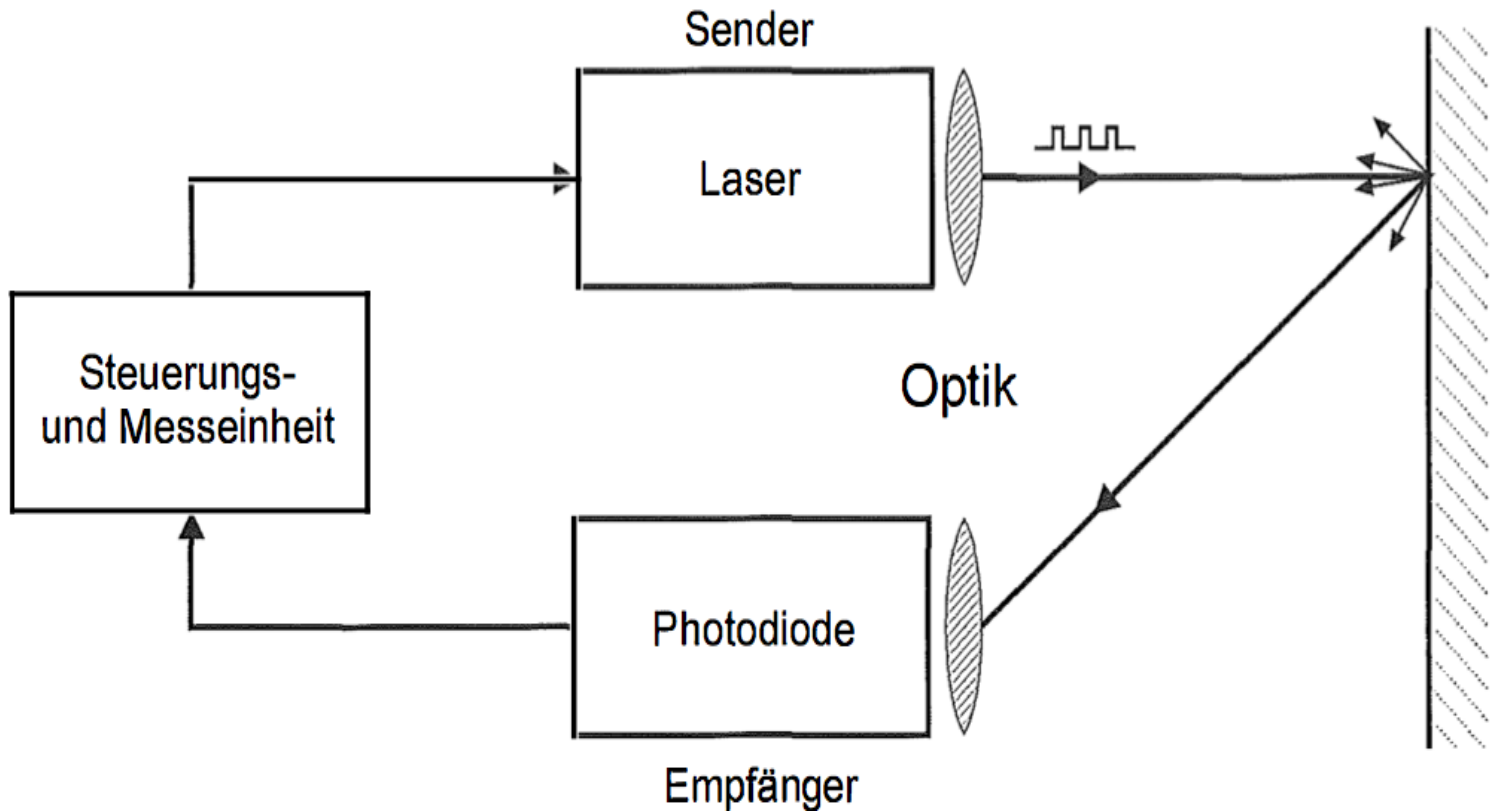 Sender
Laser
Steuerungs-
und Messeinheit
Optik
Photodiode
Empfänger